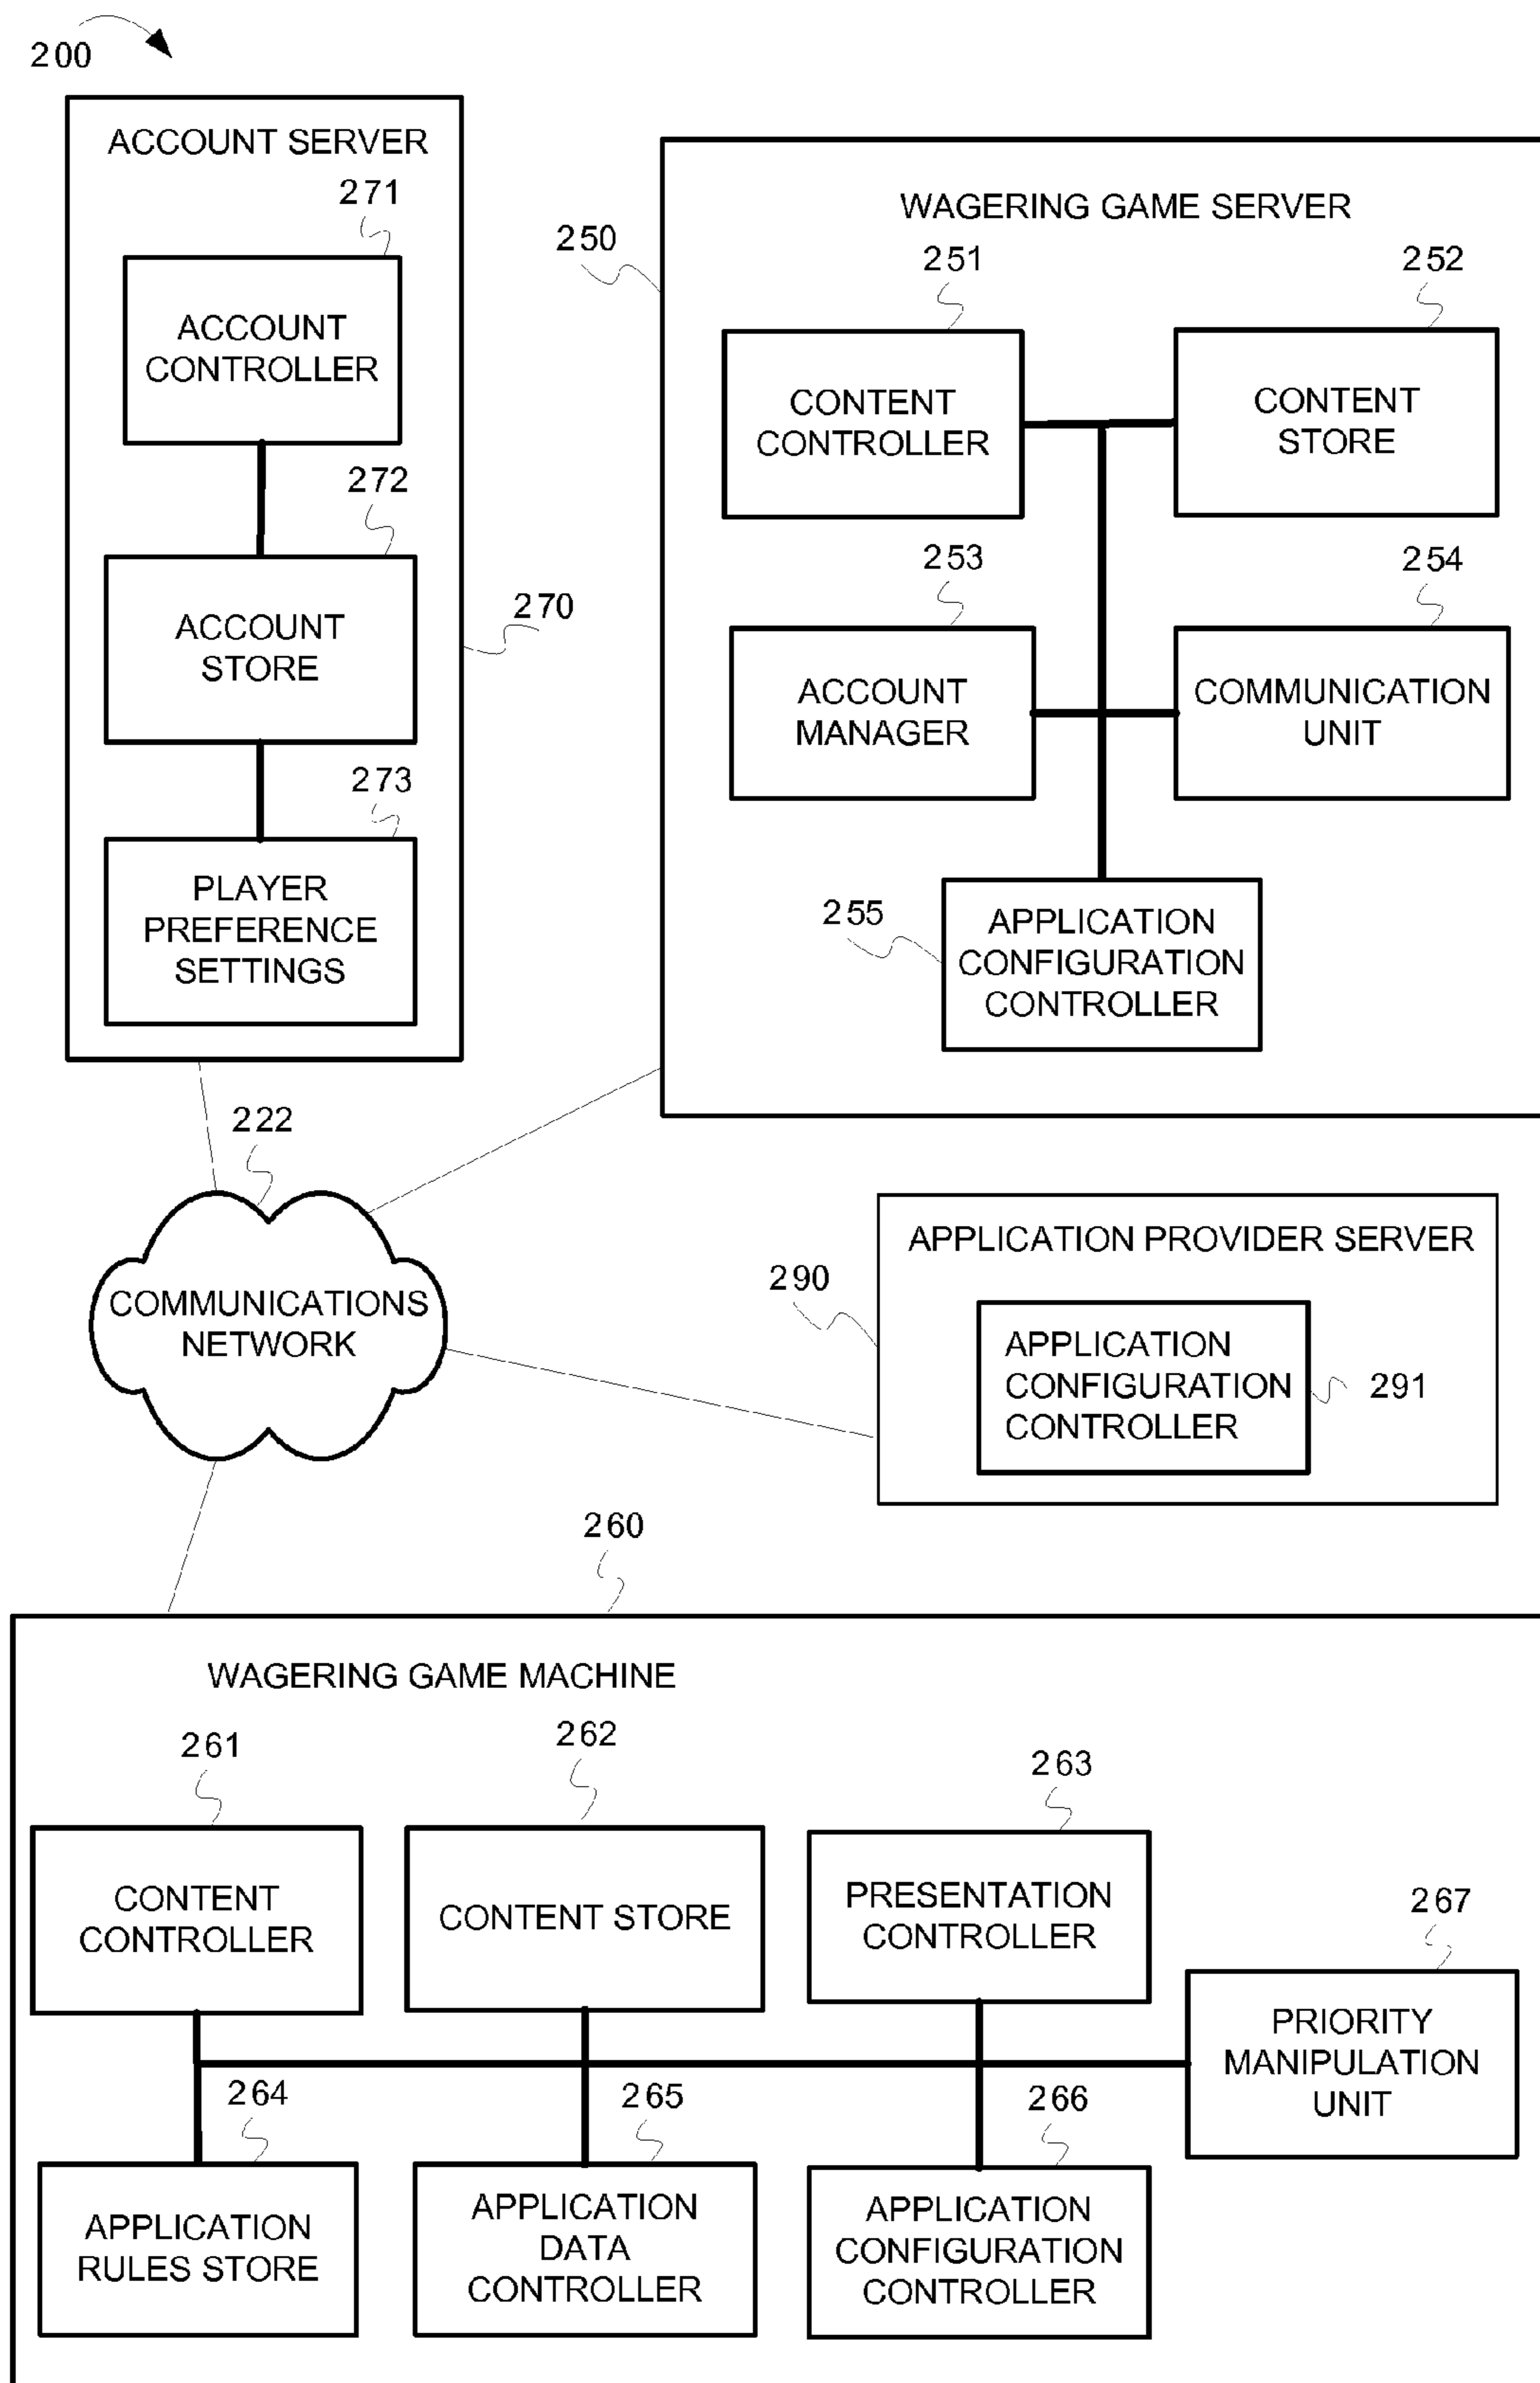 200
ACCOUNT SERVER
271
ACCOUNT
CONTROLLER
272
ACCOUNT
STORE
270
273
PLAYER
PREFERENCE
SETTINGS
250
WAGERING GAME SERVER
251
CONTENT
CONTROLLER
252
CONTENT
STORE
253
ACCOUNT
MANAGER
254
COMMUNICATION
UNIT
255
APPLICATION
CONFIGURATION
CONTROLLER
222
COMMUNICATIONS
NETWORK
290
APPLICATION PROVIDER SERVER
APPLICATION
CONFIGURATION
CONTROLLER
291
260
WAGERING GAME MACHINE
261
CONTENT
CONTROLLER
262
CONTENT STORE
263
PRESENTATION
CONTROLLER
267
PRIORITY
MANIPULATION
UNIT
264
APPLICATION
RULES STORE
265
APPLICATION
DATA
CONTROLLER
266
APPLICATION
CONFIGURATION
CONTROLLER